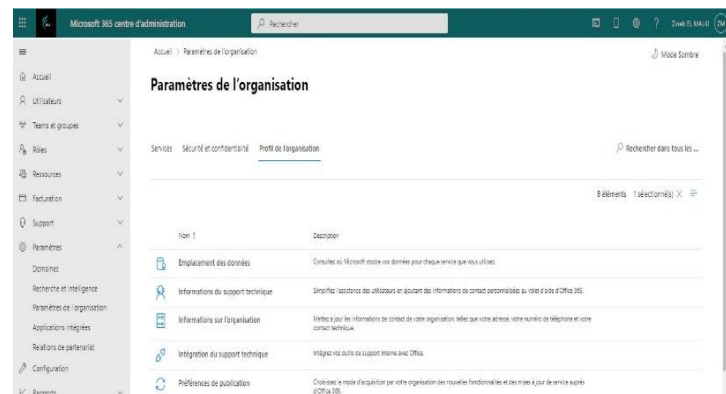 Microsoft 365 centre d'administration
Rechercher
?
ZM
Accueil > Paramètres de l'organisation
Mode Sombre
Paramètres de l'organisation
Accueil
Utilisateurs
Teams et groupes
Rôles
Ressources
Facturation
Support
Paramètres
Domaines
Recherche et intelligence
Paramètres de l'organisation
Applications intégrées
Relations de partenariat
Configuration
Rapports
Services Sécurité et confidentialité Profil de l'organisation
Rechercher dans tous les ...
8 éléments 1 sélectionné(s) ×
Nom ↑ Description
Emplacement des données Consultez où Microsoft stocke vos données pour chaque service que vous utilisez.
Informations du support technique Simplifiez l'assistance des utilisateurs en ajoutant des informations de contact personnalisées au volet d'aide d'Office 365.
Informations sur l'organisation Mettez à jour les informations de contact de votre organisation, telles que votre adresse, votre numéro de téléphone et votre
contact technique.
Intégration du support technique Intégrez vos outils de support interne avec Office.
Préférences de publication Choisissez le mode d'acquisition par votre organisation des nouvelles fonctionnalités et des mises à jour de service auprès
d'Office 365.